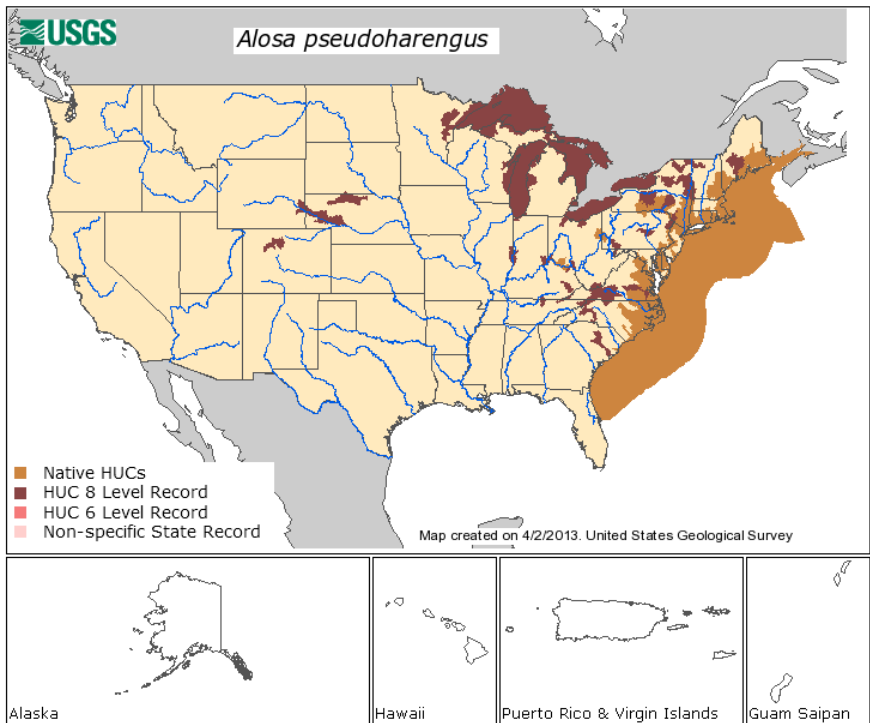 USGS
Alosa pseudoharengus
Native HUCs
HUC 8 Level Record
HUC 6 Level Record
Non-specific State Record
Map created on 4/2/2013. United States Geological Survey
Alaska
Hawaii
Puerto Rico & Virgin Islands
Guam Saipan